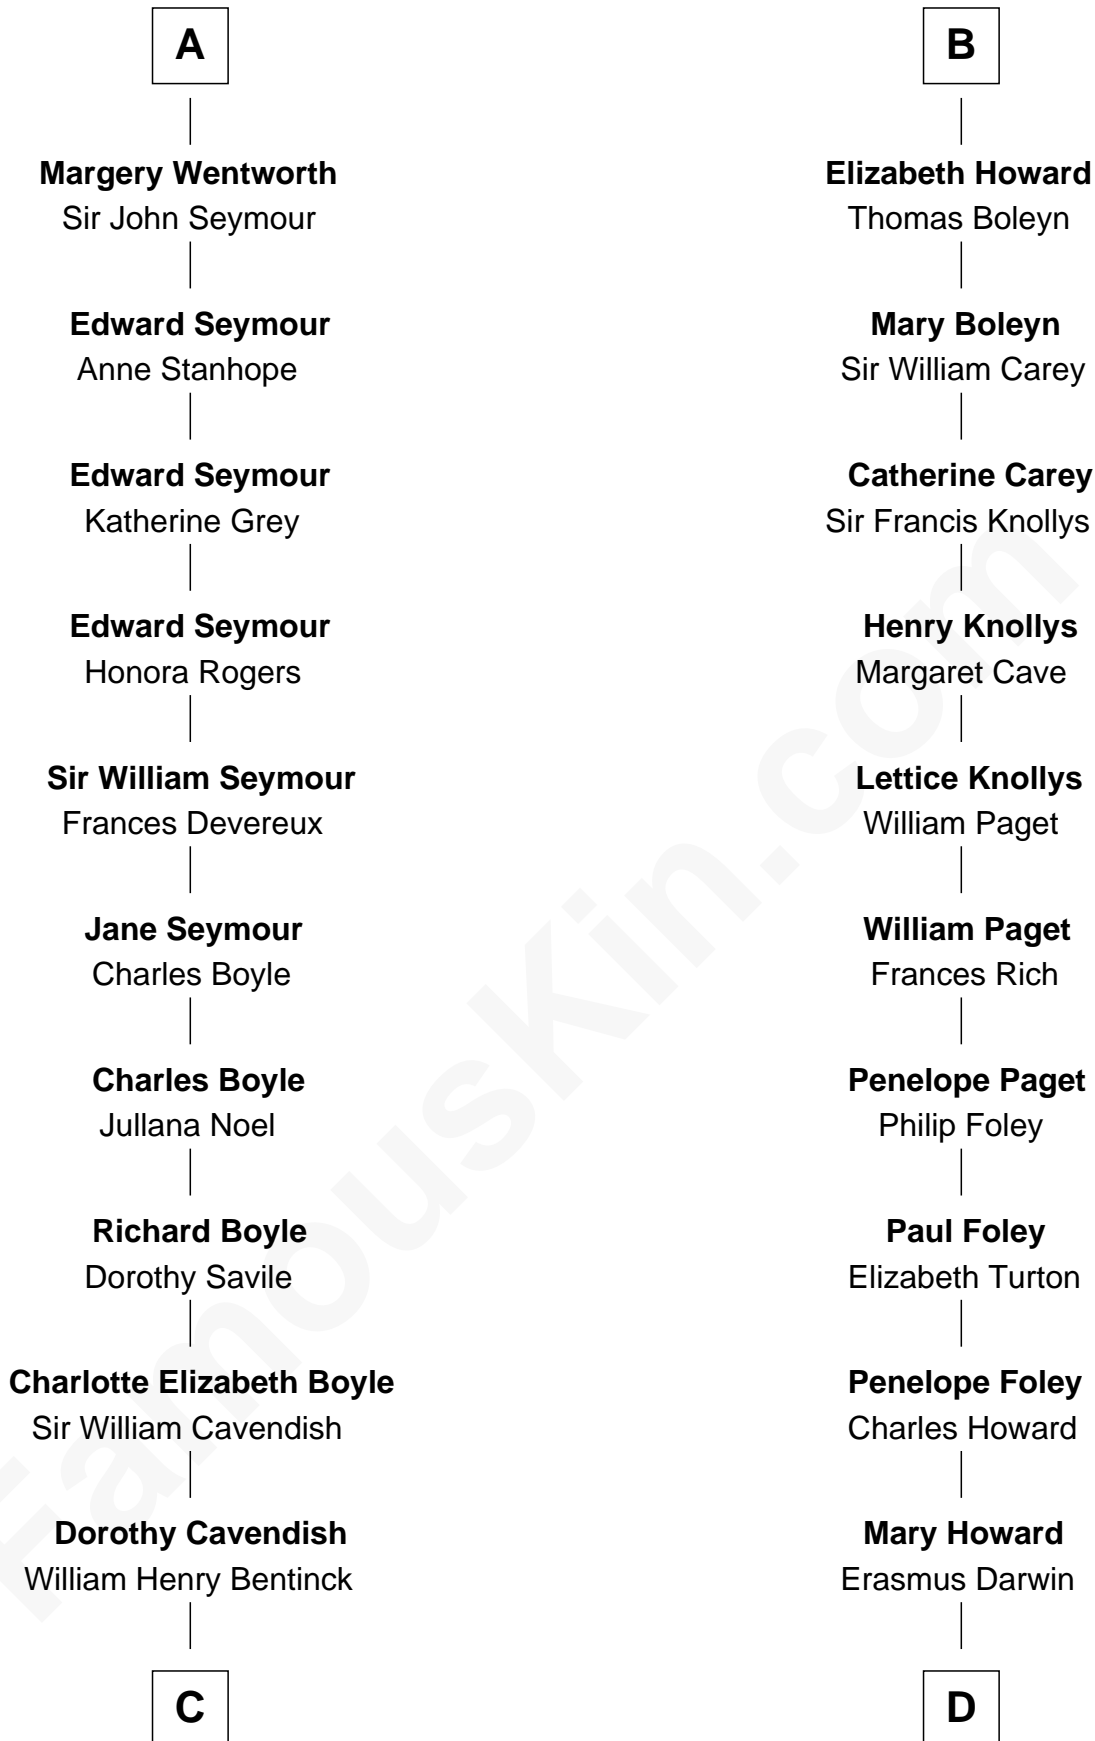 A
Margery Wentworth
Sir John Seymour
Edward Seymour
Anne Stanhope
Edward Seymour
Katherine Grey
Edward Seymour
Honora Rogers
Sir William Seymour
Frances Devereux
Jane Seymour
Charles Boyle
Charles Boyle
Jullana Noel
Richard Boyle
Dorothy Savile
Charlotte Elizabeth Boyle
Sir William Cavendish
Dorothy Cavendish
William Henry Bentinck
C
B
Elizabeth Howard
Thomas Boleyn
Mary Boleyn
Sir William Carey
Catherine Carey
Sir Francis Knollys
Henry Knollys
Margaret Cave
Lettice Knollys
William Paget
William Paget
Frances Rich
Penelope Paget
Philip Foley
Paul Foley
Elizabeth Turton
Penelope Foley
Charles Howard
Mary Howard
Erasmus Darwin
D
FamousKin.com